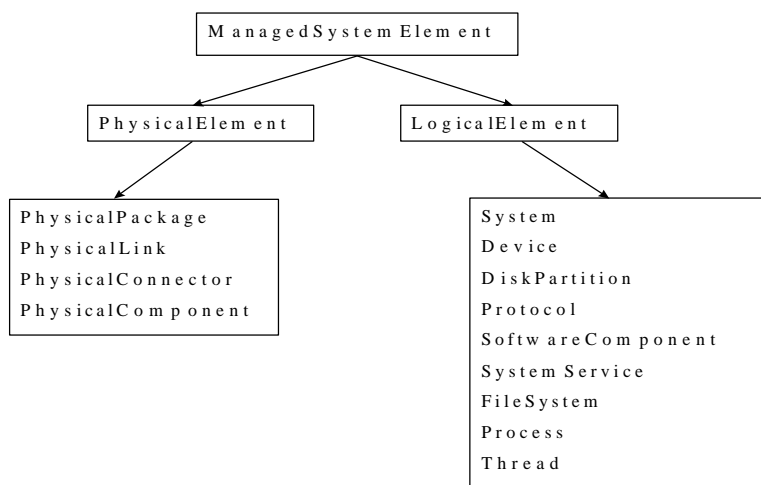 ManagedSystemElement
PhysicalElement
LogicalElement
PhysicalPackage
PhysicalLink
PhysicalConnector
PhysicalComponent
System
Device
DiskPartition
Protocol
SoftwareComponent
SystemService
FileSystem
Process
Thread